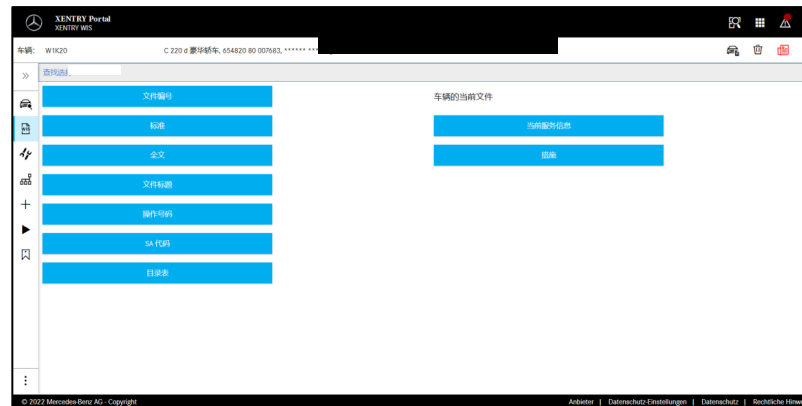 XENTRY Portal
XENTRY WIS
车辆: W1K20 C 220 d 豪华轿车, 654820 80 007683, ****** **
查找选
文件编号
标准
全文
文件标题
操作号码
SA 代码
目录表
车辆的当前文件
当前服务信息
措施
WIS
© 2022 Mercedes-Benz AG - Copyright
Anbieter | Datenschutz-Einstellungen | Datenschutz | Rechtliche Hinwe